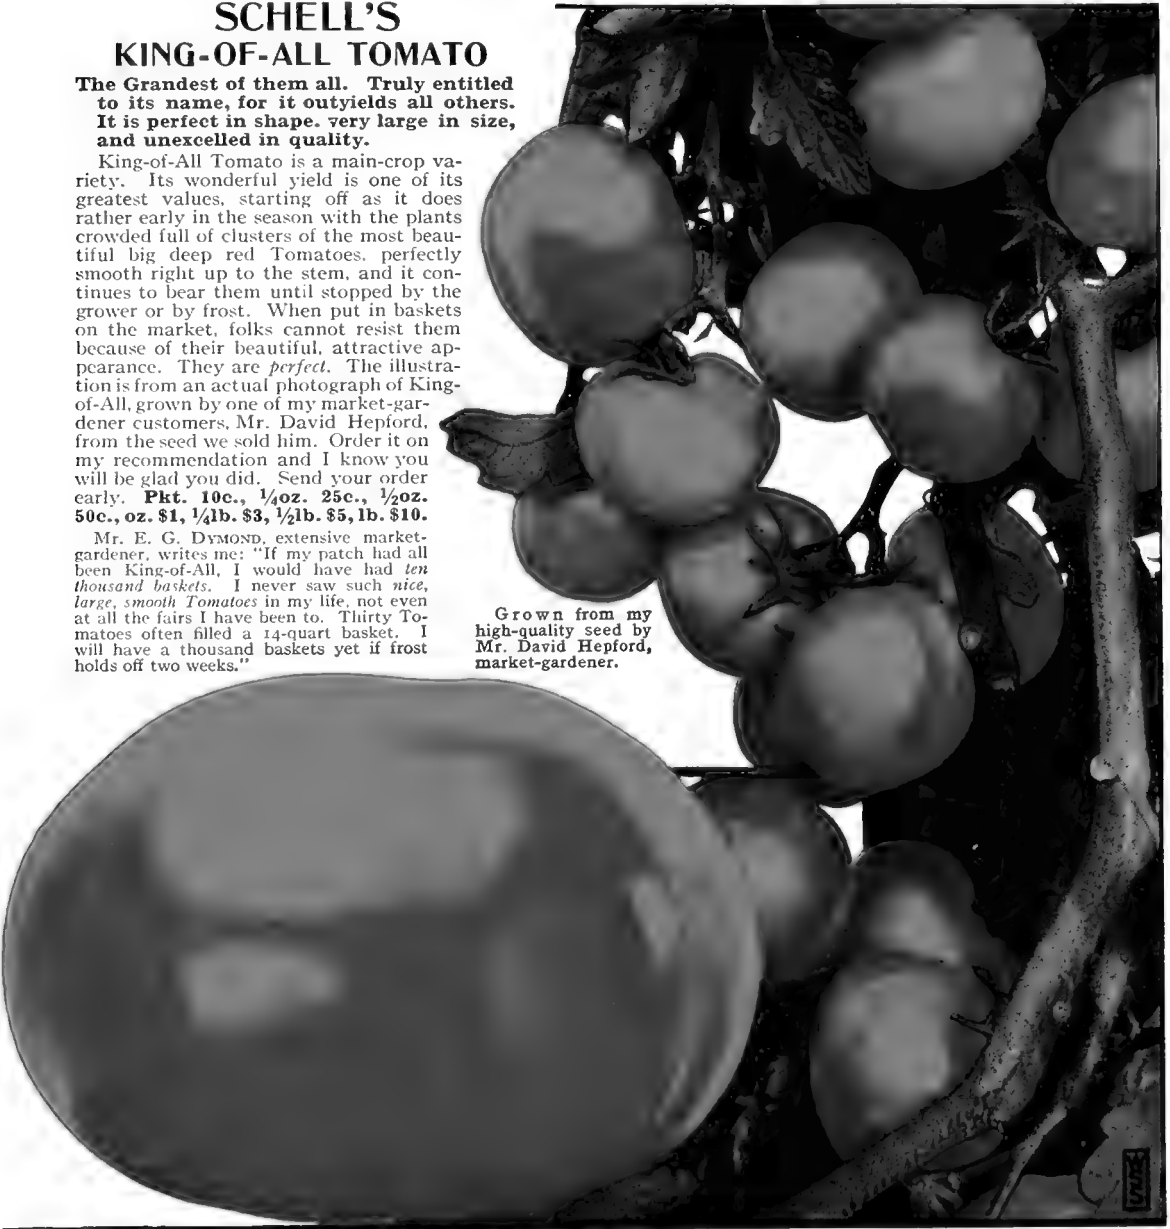 SCHELL'S
KING-OF-ALL TOMATO
The Grandest of them all. Truly entitled
to its name, for it outyields all others.
It is perfect in shape. very large in size,
and unexcelled in quality.
King-of-All Tomato is a main-crop va-
riety. Its wonderful yield is one of its
greatest values, starting off as it does
rather early in the season with the plants
crowded full of clusters of the most beau-
tiful big deep red Tomatoes, perfectly
smooth right up to the stem, and it con-
tinues to bear them until stopped by the
grower or by frost. When put in baskets
on the market, folks cannot resist them
because of their beautiful, attractive ap-
pearance. They are perfect. The illustra-
tion is from an actual photograph of King-
of-All, grown by one of my market-gar-
dener customers, Mr. David Hepford,
from the seed we sold him. Order it on
my recommendation and I know you
will be glad you did. Send your order
early. Pkt. 10c., ¼oz. 25c., ½oz.
50c., oz. $1, ¼lb. $3, ½lb. $5, lb. $10.
Mr. E. G. DYMOND, extensive market-
gardener, writes me: "If my patch had all
been King-of-All, I would have had ten
thousand baskets. I never saw such nice,
large, smooth Tomatoes in my life, not even
at all the fairs I have been to. Thirty To-
matoes often filled a 14-quart basket. I
will have a thousand baskets yet if frost
holds off two weeks."
Grown from my
high-quality seed by
Mr. David Hepford,
market-gardener.